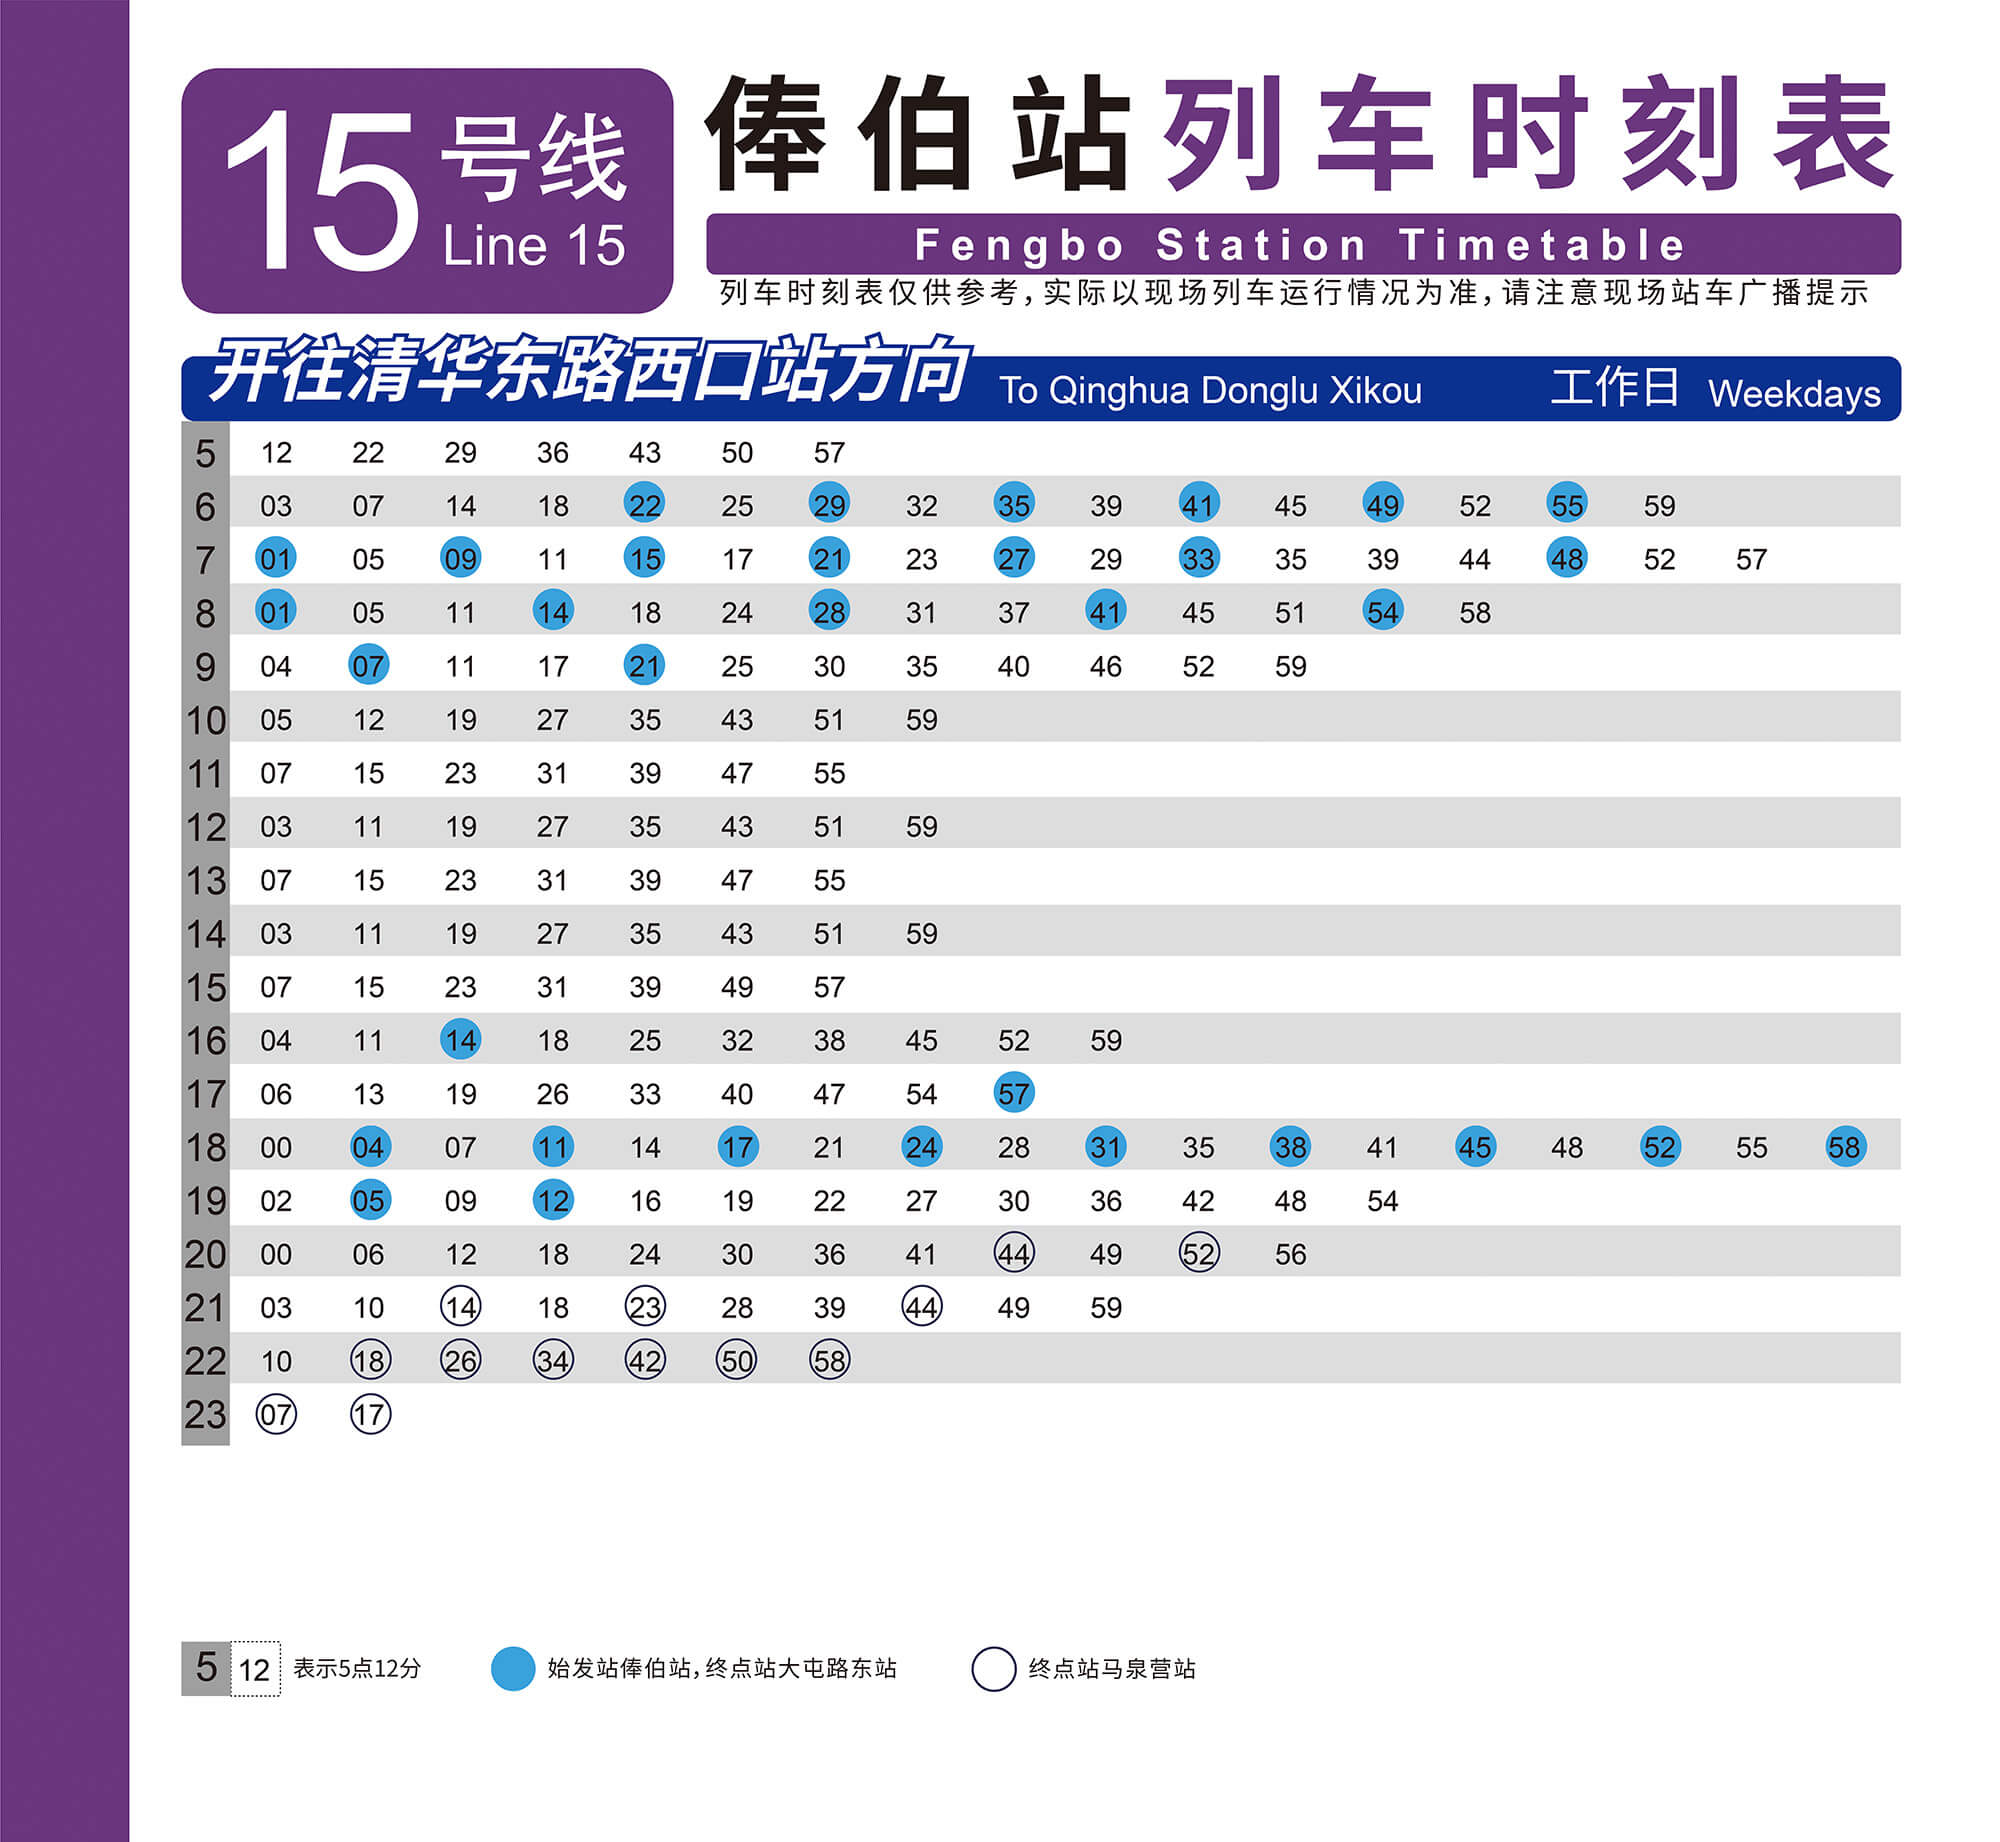 15号线
Line 15
俸伯站列车时刻表
Fengbo Station Timetable
列车时刻表仅供参考,实际以现场列车运行情况为准,请注意现场站车广播提示
开往清华东路西口站方向 To Qinghua Donglu Xikou 工作日 Weekdays
5 12 22 29 36 43 50 57
6 03 07 14 18 22 25 29 32 35 39 41 45 49 52 55 59
7 01 05 09 11 15 17 21 23 27 29 33 35 39 44 48 52 57
8 01 05 11 14 18 24 28 31 37 41 45 51 54 58
9 04 07 11 17 21 25 30 35 40 46 52 59
10 05 12 19 27 35 43 51 59
11 07 15 23 31 39 47 55
12 03 11 19 27 35 43 51 59
13 07 15 23 31 39 47 55
14 03 11 19 27 35 43 51 59
15 07 15 23 31 39 49 57
16 04 11 14 18 25 32 38 45 52 59
17 06 13 19 26 33 40 47 54 57
18 00 04 07 11 14 17 21 24 28 31 35 38 41 45 48 52 55 58
19 02 05 09 12 16 19 22 27 30 36 42 48 54
20 00 06 12 18 24 30 36 41 44 49 52 56
21 03 10 14 18 23 28 39 44 49 59
22 10 18 26 34 42 50 58
23 07 17
5 12 表示5点12分 始发站俸伯站,终点站大屯路东站 终点站马泉营站